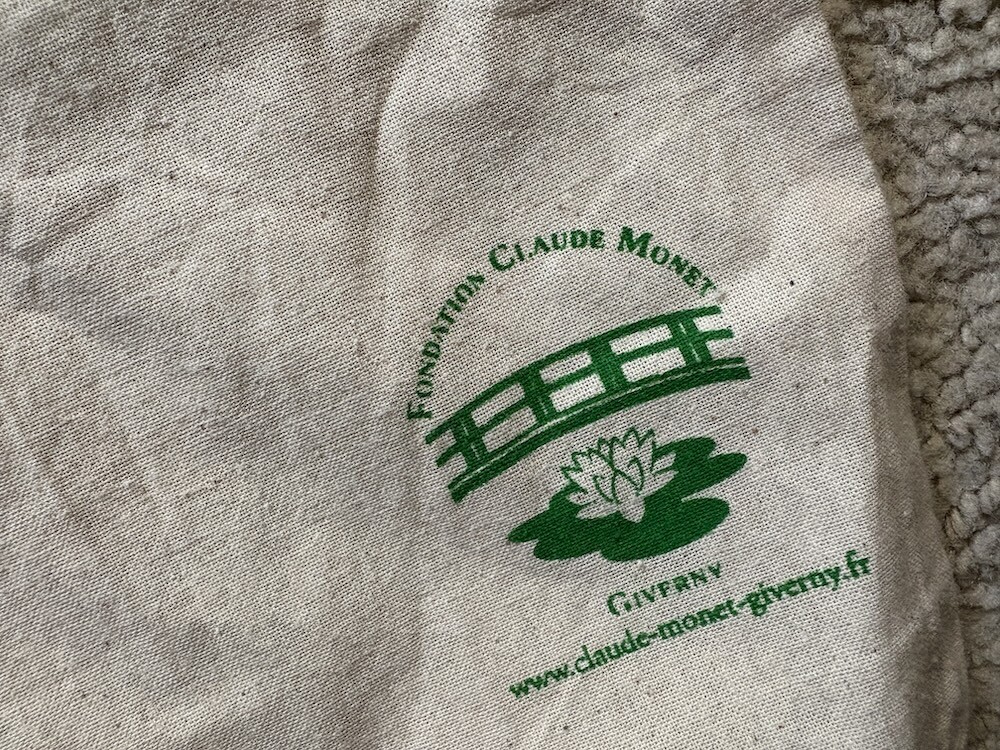 FONDATION CLAUDE MONET
GIVERNY
www.claude-monet-giverny.fr